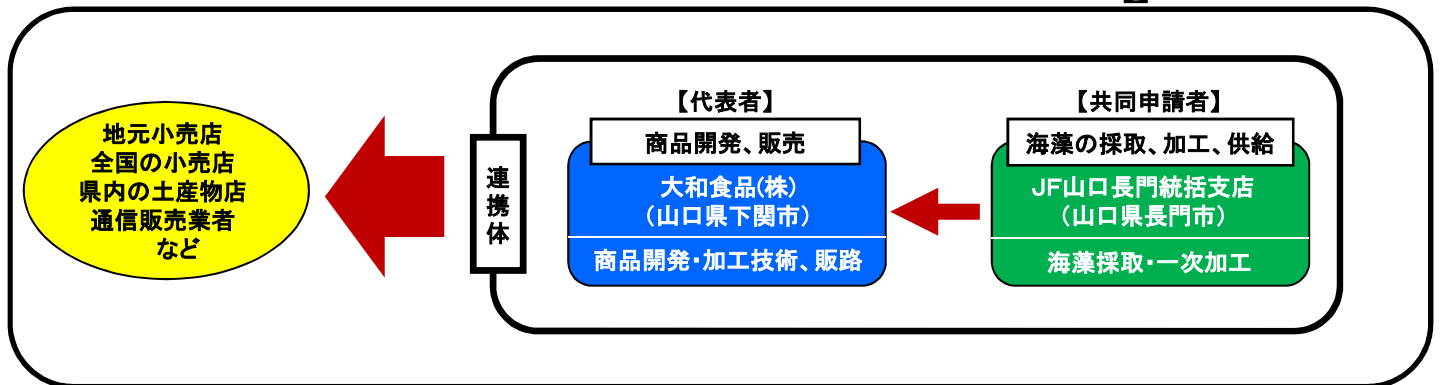 地元小売店
全国の小売店
県内の土産物店
通信販売業者
など
連携体
【代表者】
商品開発、販売
大和食品(株)
（山口県下関市）
商品開発・加工技術、販路
【共同申請者】
海藻の採取、加工、供給
JF山口長門統括支店
（山口県長門市）
海藻採取・一次加工